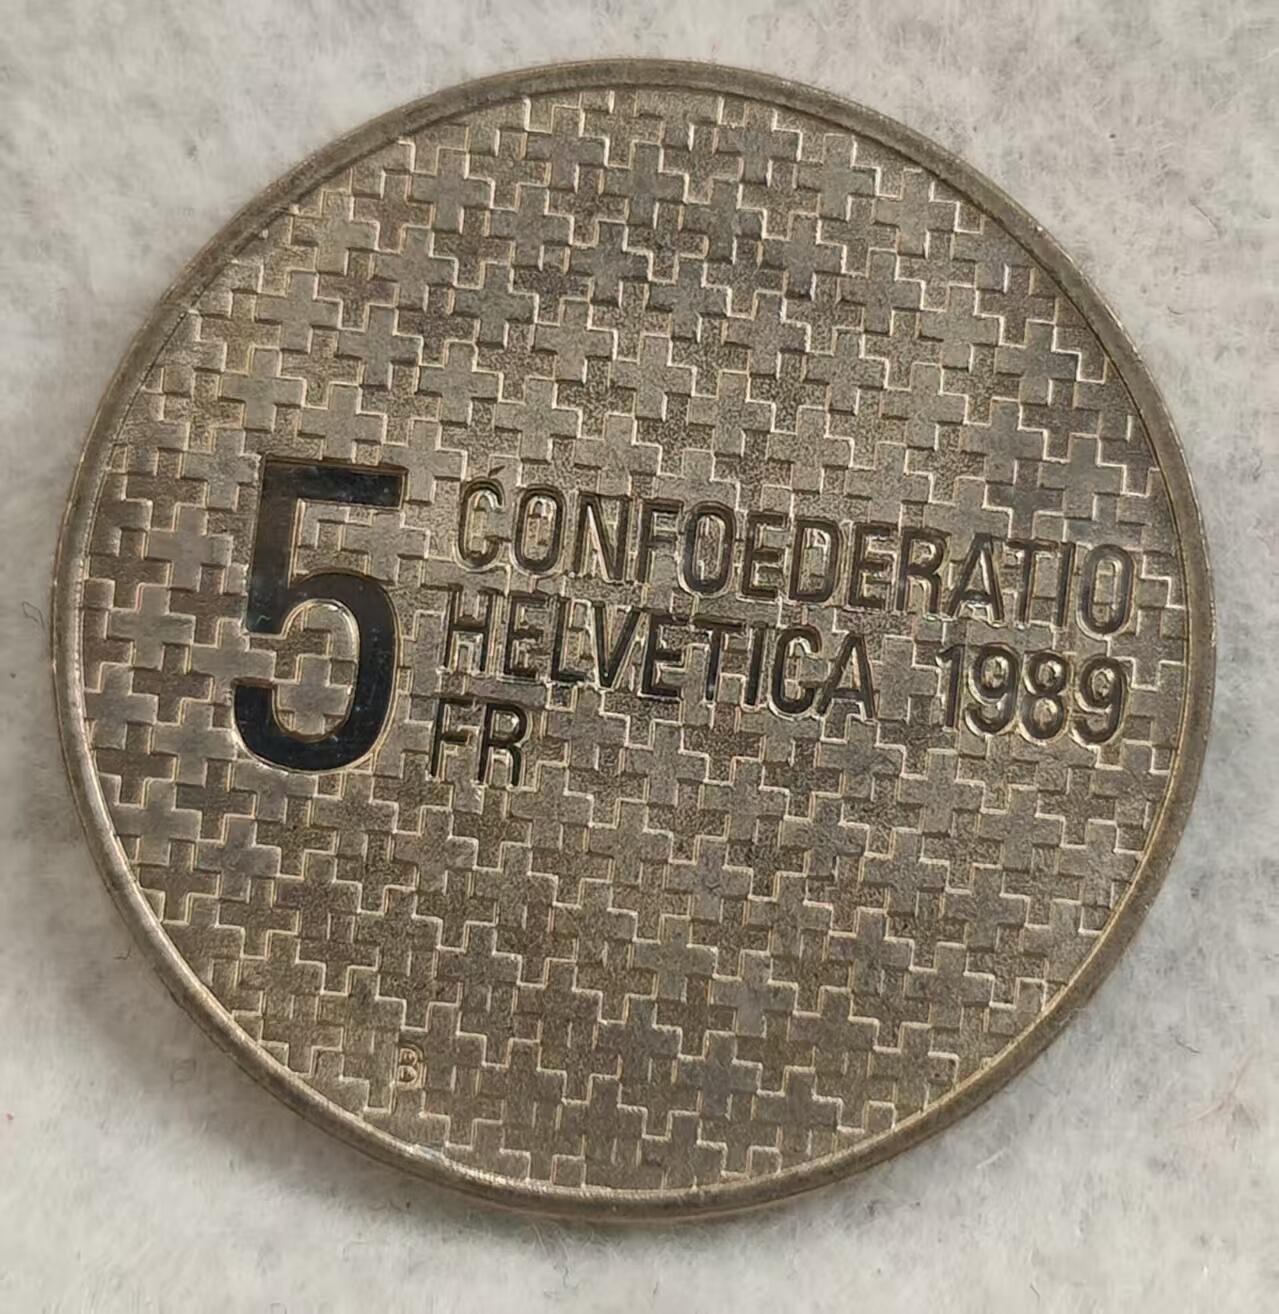 5
CONFOEDERATIO
HELVETICA 1989
FR
B